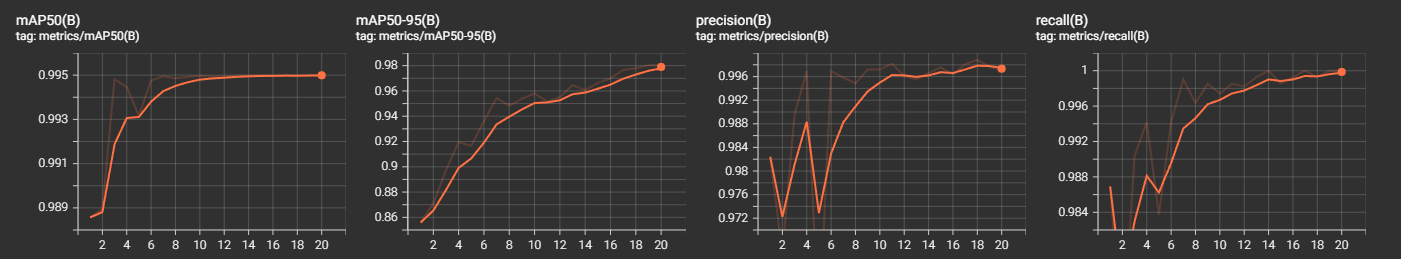 mAP50(B)
tag: metrics/mAP50(B)
0.995
0.993
0.991
0.989
2 4 6 8 10 12 14 16 18 20
mAP50-95(B)
tag: metrics/mAP50-95(B)
0.98
0.96
0.94
0.92
0.9
0.88
0.86
2 4 6 8 10 12 14 16 18 20
precision(B)
tag: metrics/precision(B)
0.996
0.992
0.988
0.984
0.98
0.976
0.972
2 4 6 8 10 12 14 16 18 20 22
recall(B)
tag: metrics/recall(B)
1
0.996
0.992
0.988
0.984
2 4 6 8 10 12 14 16 18 20